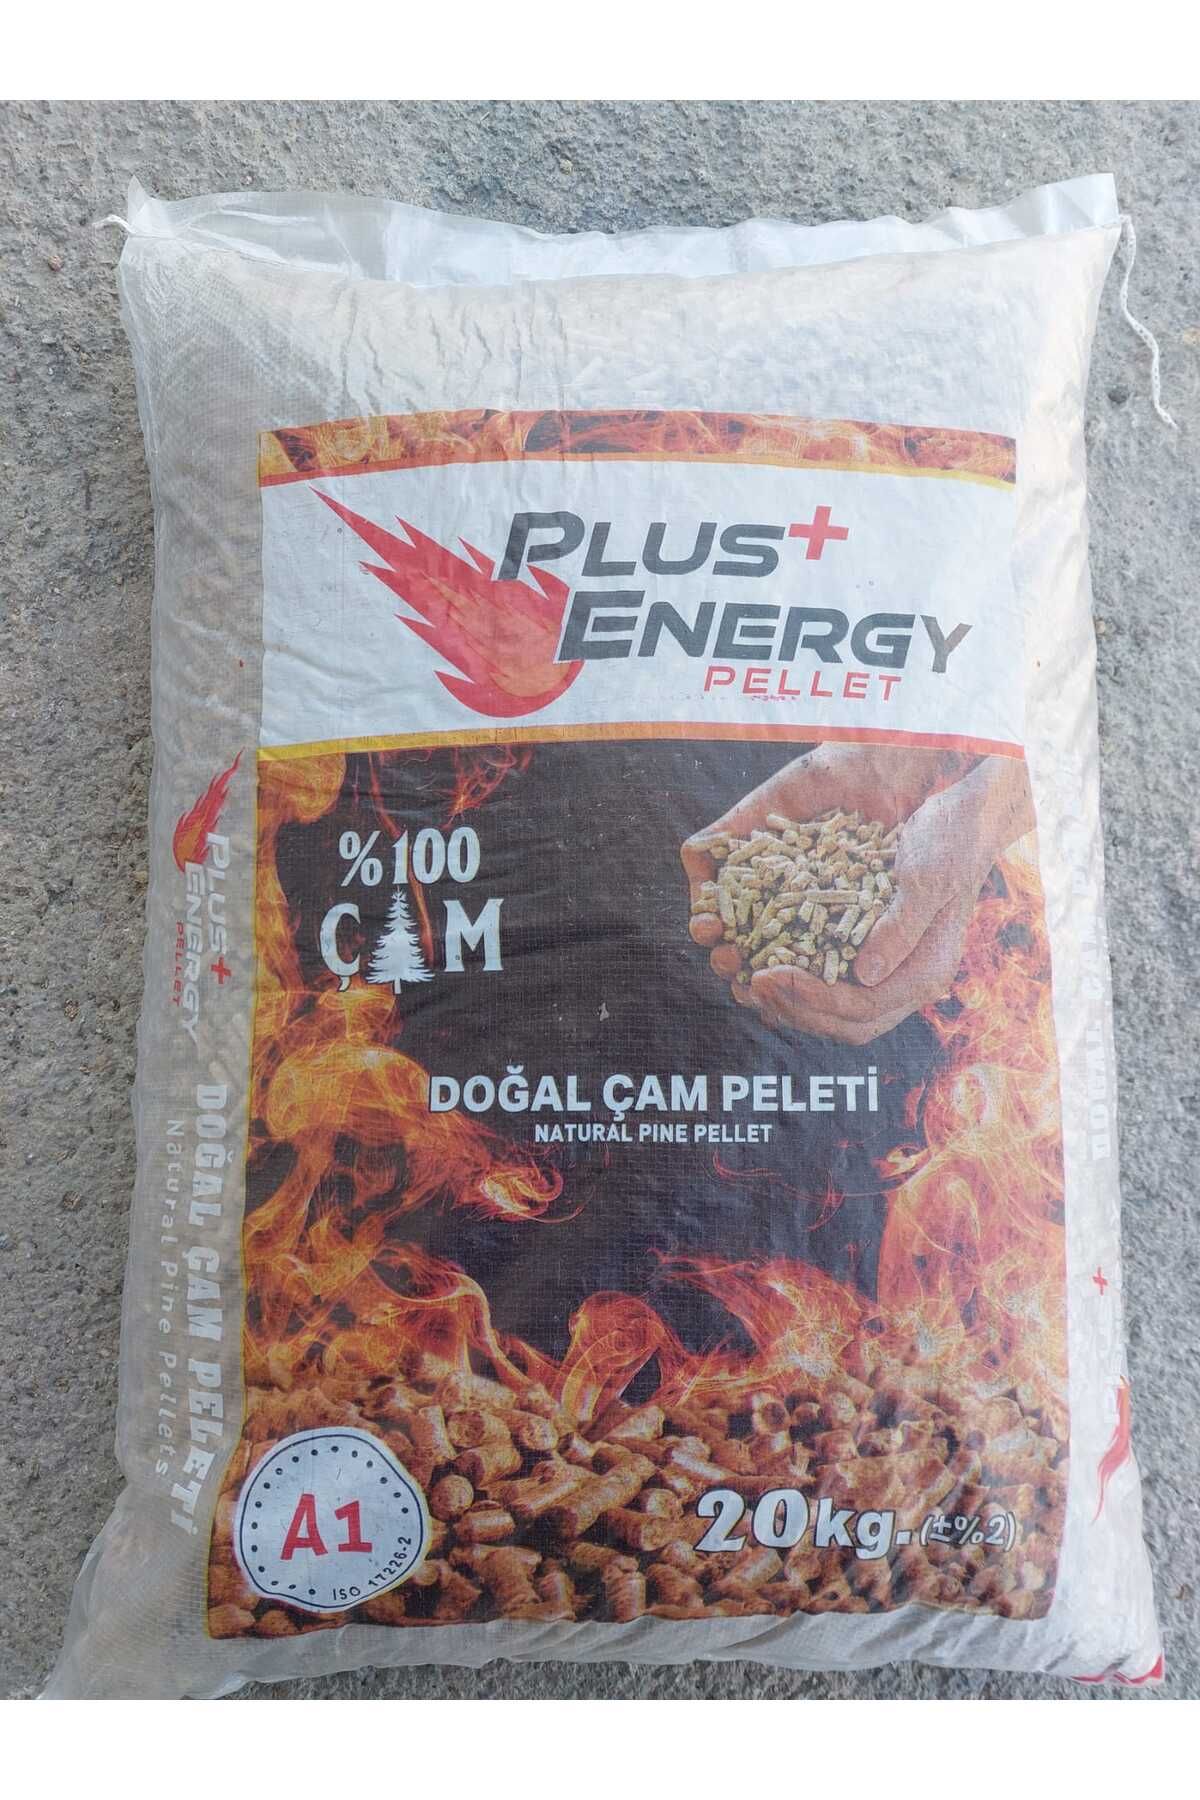 PLUS+
ENERGY
PELLET
%100
ÇAM
DOĞAL ÇAM PELETİ
NATURAL PINE PELLET
A1
ISO 17226-2
20kg. (±%2)
PLUS+
ENERGY
PELLET
DOĞAL ÇAM PELETİ
Natural Pine Pellets